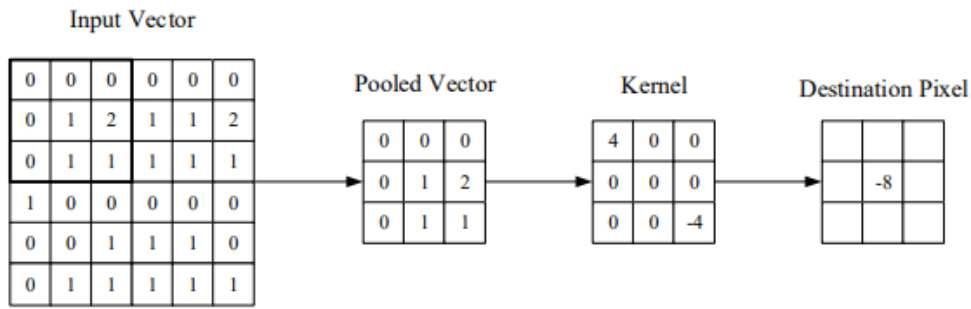 Input Vector
0 0 0 0 0 0
0 1 2 1 1 2
0 1 1 1 1 1
1 0 0 0 0 0
0 0 1 1 1 0
0 1 1 1 1 1
Pooled Vector
0 0 0
0 1 2
0 1 1
Kernel
4 0 0
0 0 0
0 0 -4
Destination Pixel
-8